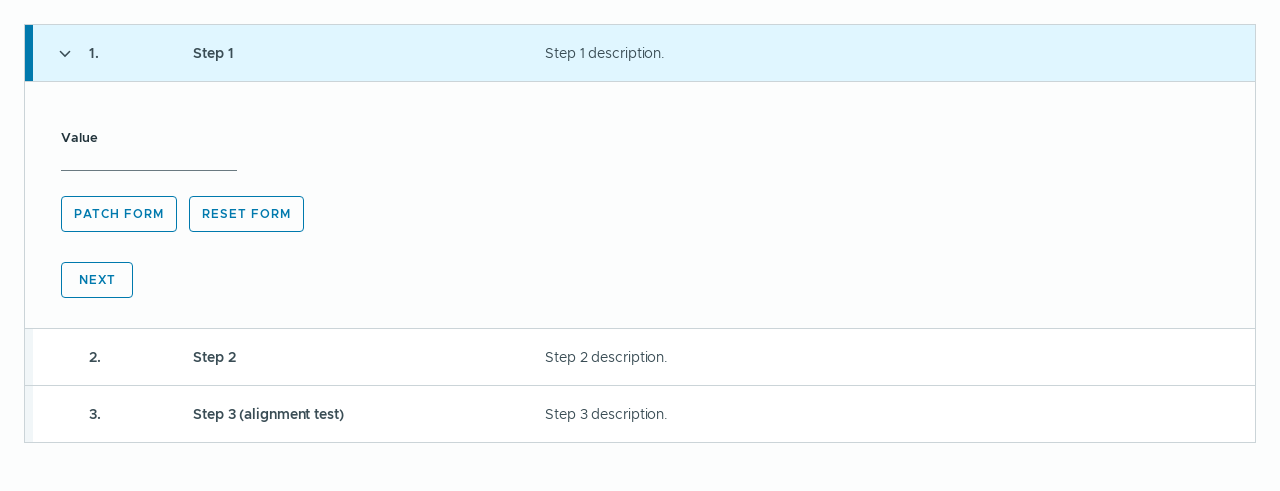 1. Step 1 Step 1 description.
Value
PATCH FORM RESET FORM
NEXT
2. Step 2 Step 2 description.
3. Step 3 (alignment test) Step 3 description.